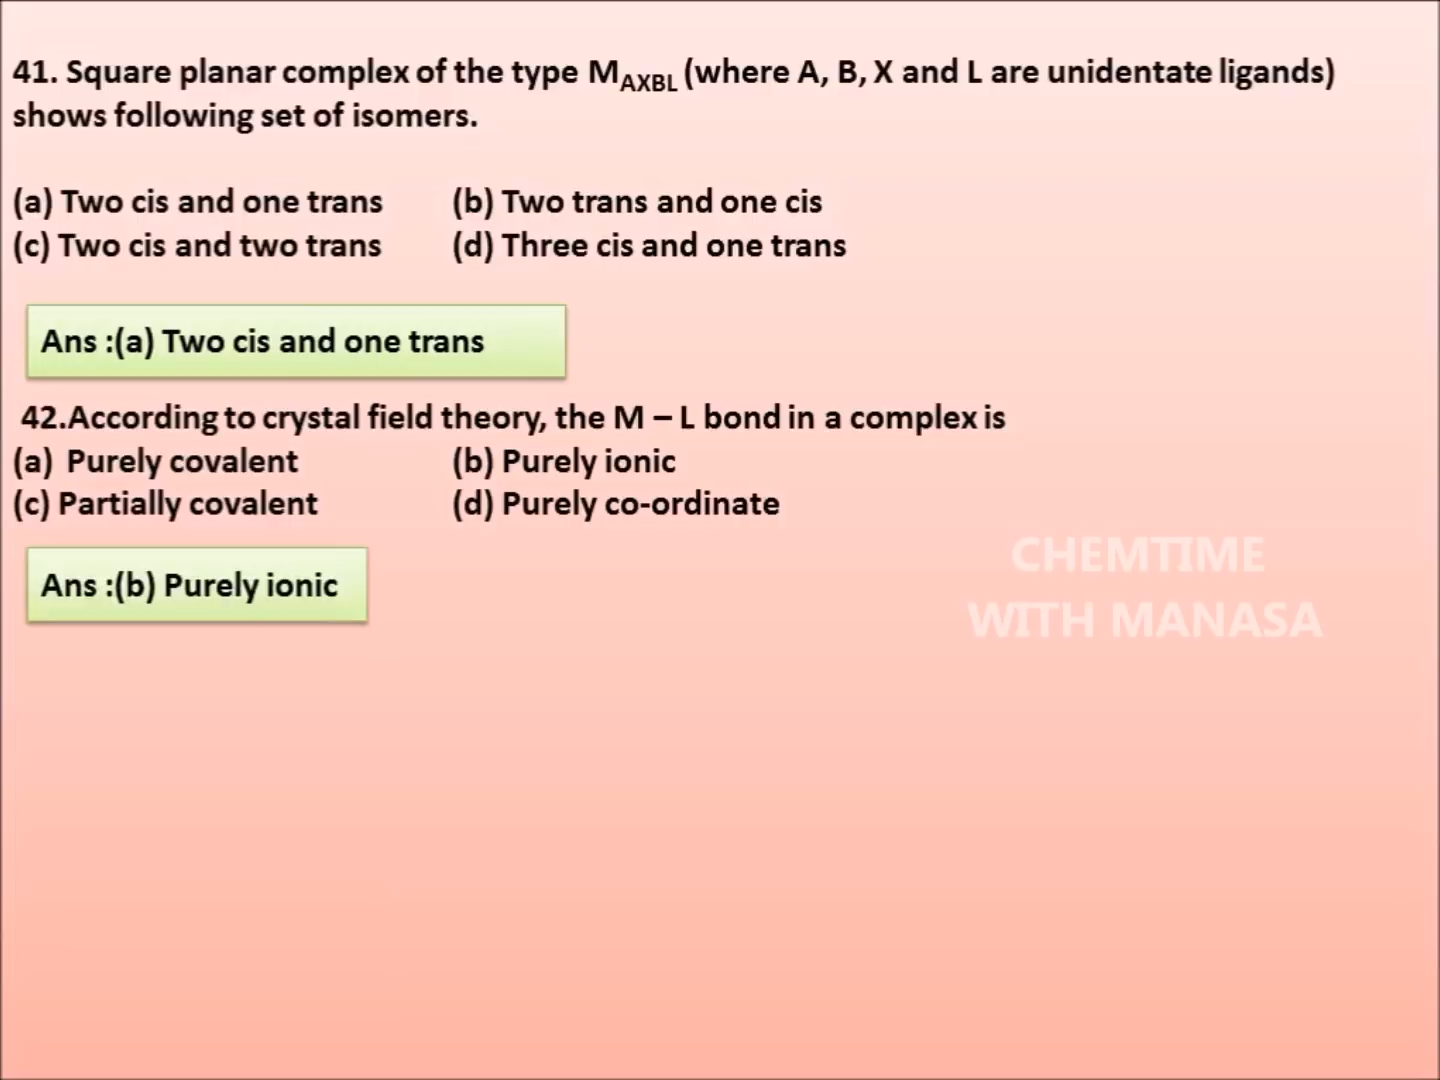 41. Square planar complex of the type MAXBL (where A, B, X and L are unidentate ligands)
shows following set of isomers.
(a) Two cis and one trans (b) Two trans and one cis
(c) Two cis and two trans (d) Three cis and one trans
Ans :(a) Two cis and one trans
42.According to crystal field theory, the M – L bond in a complex is
(a) Purely covalent (b) Purely ionic
(c) Partially covalent (d) Purely co-ordinate
Ans :(b) Purely ionic
CHEMTIME
WITH MANASA